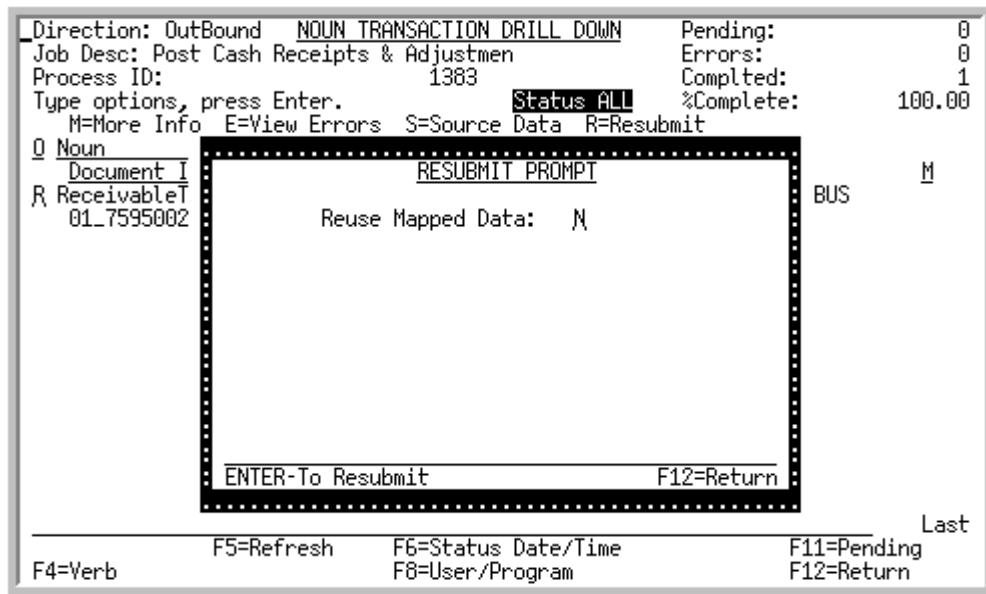 Direction: OutBound NOUN TRANSACTION DRILL DOWN Pending: 0
Job Desc: Post Cash Receipts & Adjustmen Errors: 0
Process ID: 1383 Complted: 1
Type options, press Enter. Status ALL %Complete: 100.00
M=More Info E=View Errors S=Source Data R=Resubmit
O Noun
Document I RESUBMIT PROMPT M
R ReceivableT BUS
01_7595002 Reuse Mapped Data: N
ENTER-To Resubmit F12=Return
Last
F5=Refresh F6=Status Date/Time F11=Pending
F4=Verb F8=User/Program F12=Return